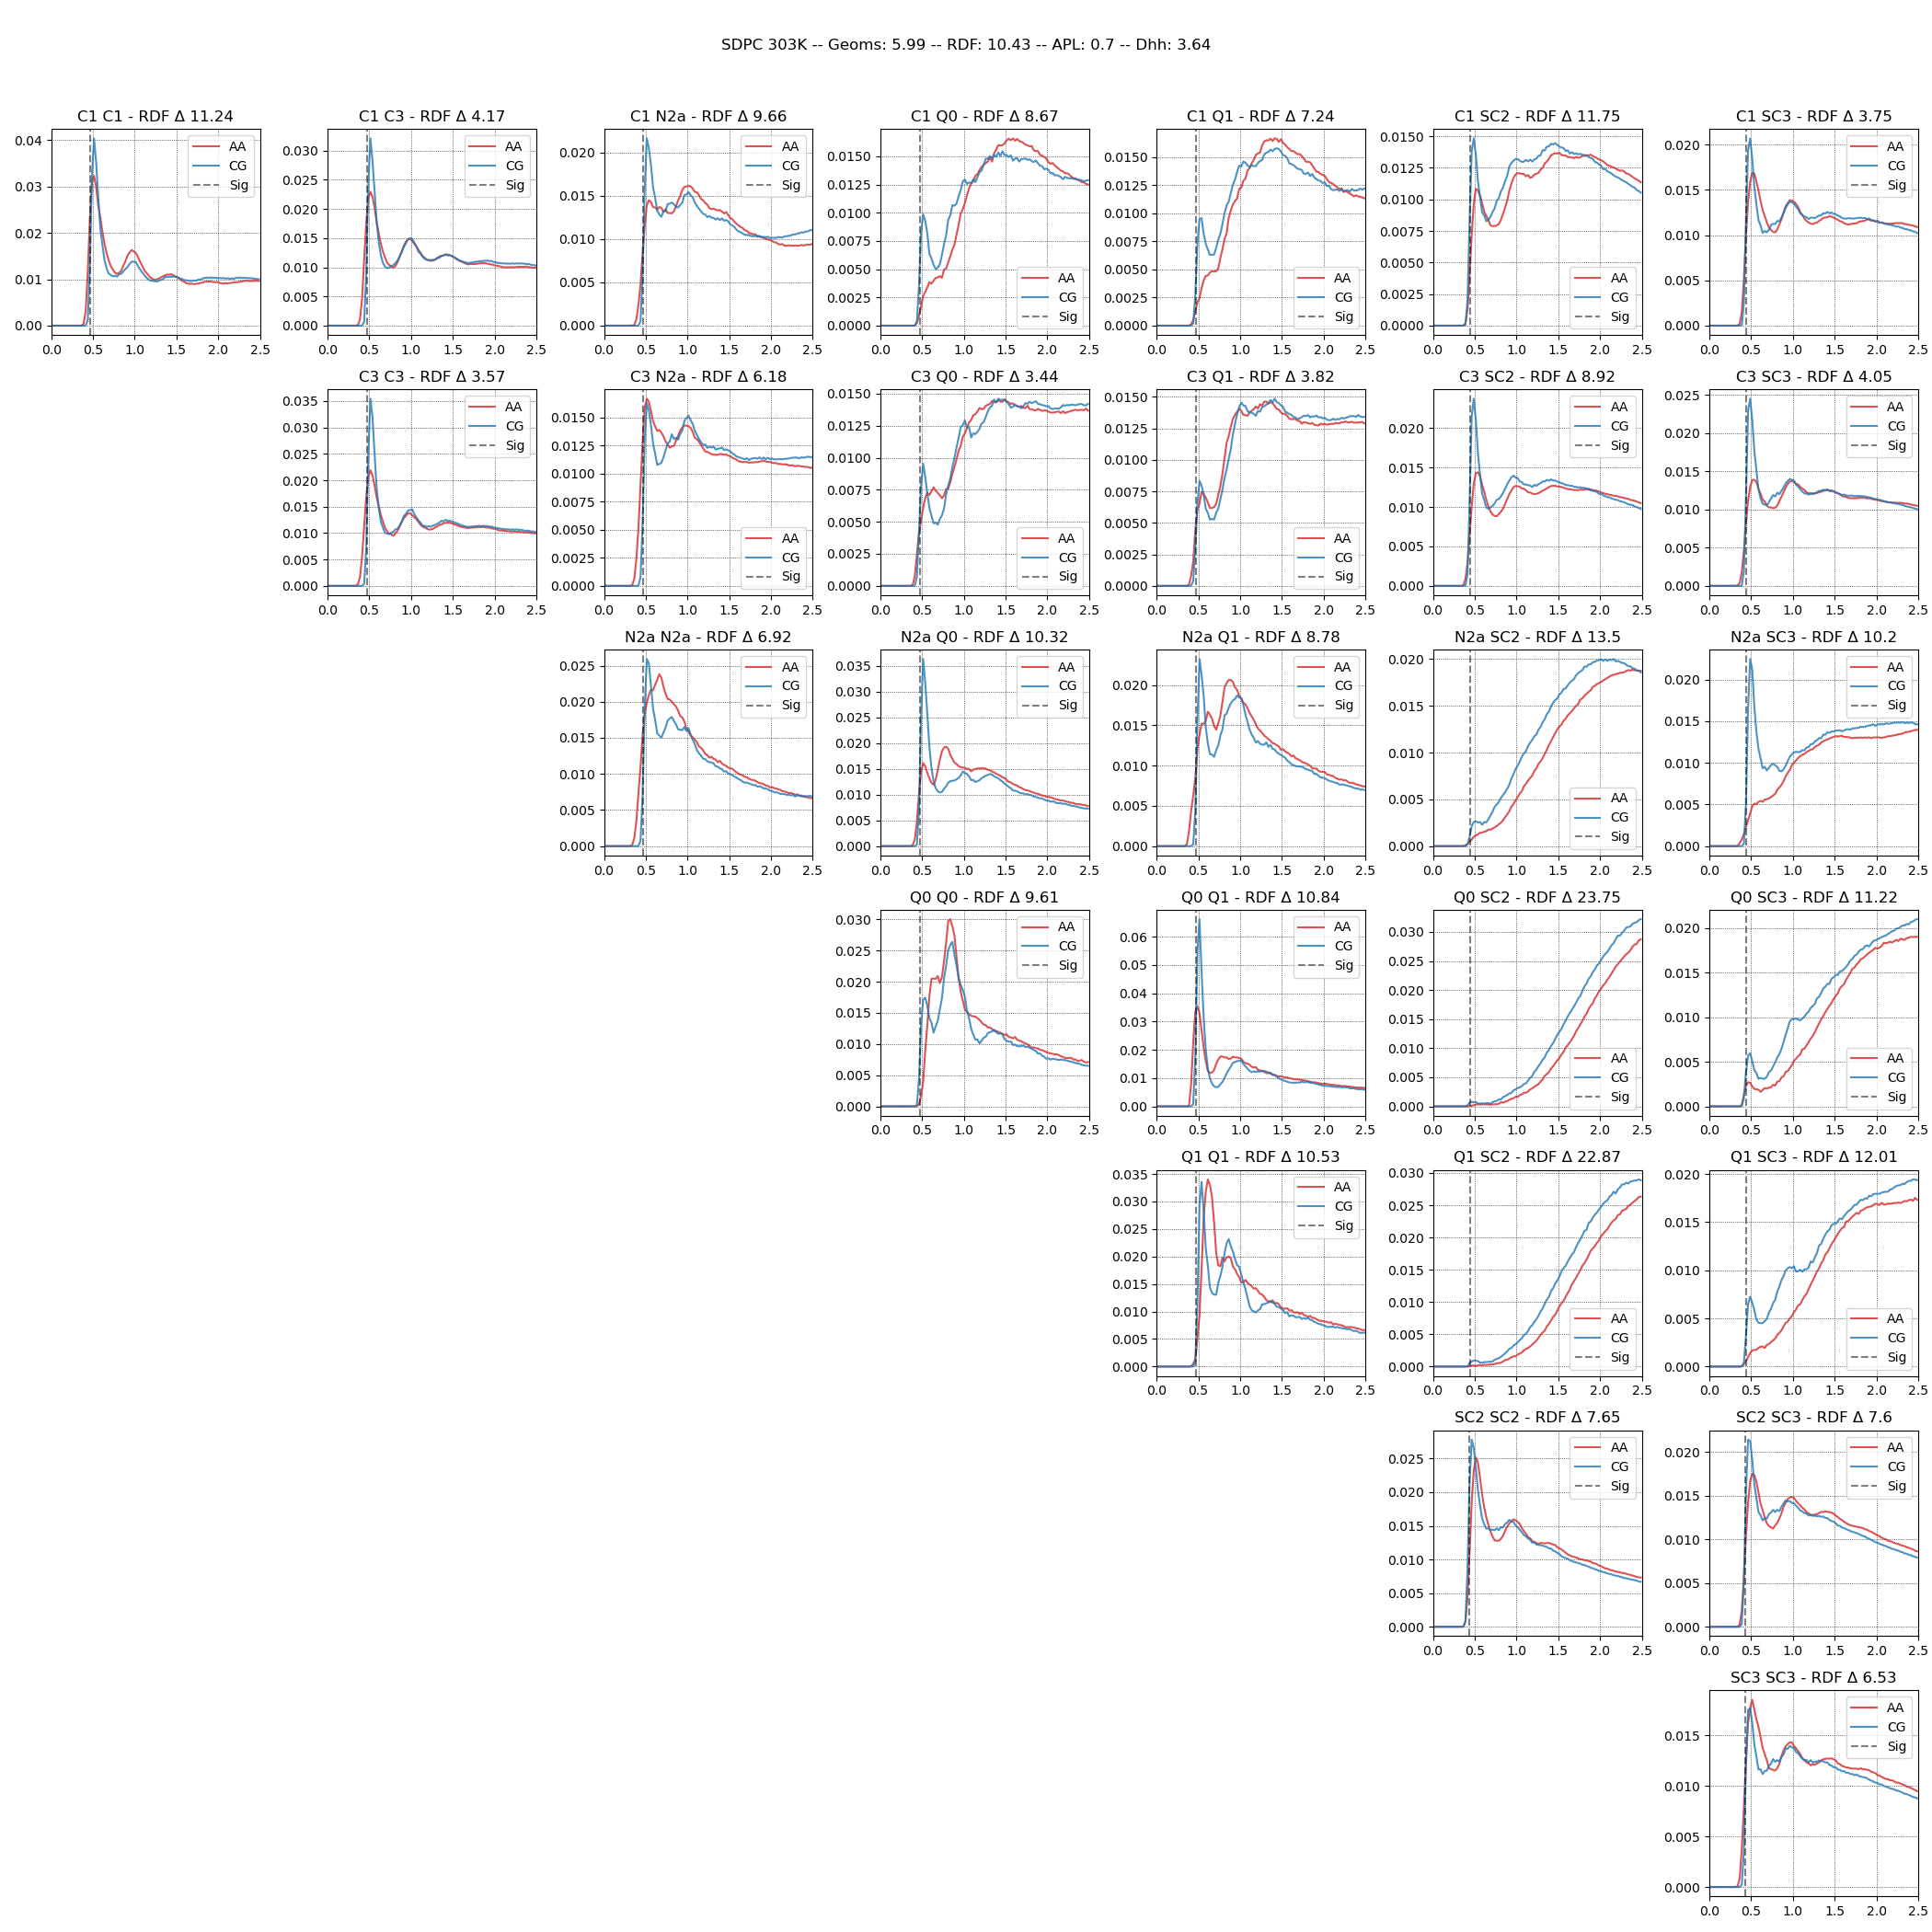 SDPC 303K -- Geoms: 5.99 -- RDF: 10.43 -- APL: 0.7 -- Dhh: 3.64
C1 C1 - RDF Δ 11.24
0.04
0.03
0.02
0.01
0.00
AA
CG
Sig
0.0 0.5 1.0 1.5 2.0 2.5
C1 C3 - RDF Δ 4.17
0.030
0.025
0.020
0.015
0.010
0.005
0.000
AA
CG
Sig
0.0 0.5 1.0 1.5 2.0 2.5
C1 N2a - RDF Δ 9.66
0.020
0.015
0.010
0.005
0.000
AA
CG
Sig
0.0 0.5 1.0 1.5 2.0 2.5
C1 Q0 - RDF Δ 8.67
0.0150
0.0125
0.0100
0.0075
0.0050
0.0025
0.0000
AA
CG
Sig
0.0 0.5 1.0 1.5 2.0 2.5
C1 Q1 - RDF Δ 7.24
0.0150
0.0125
0.0100
0.0075
0.0050
0.0025
0.0000
AA
CG
Sig
0.0 0.5 1.0 1.5 2.0 2.5
C1 SC2 - RDF Δ 11.75
0.0150
0.0125
0.0100
0.0075
0.0050
0.0025
0.0000
AA
CG
Sig
0.0 0.5 1.0 1.5 2.0 2.5
C1 SC3 - RDF Δ 3.75
0.020
0.015
0.010
0.005
0.000
AA
CG
Sig
0.0 0.5 1.0 1.5 2.0 2.5
C3 C3 - RDF Δ 3.57
0.035
0.030
0.025
0.020
0.015
0.010
0.005
0.000
AA
CG
Sig
0.0 0.5 1.0 1.5 2.0 2.5
C3 N2a - RDF Δ 6.18
0.0150
0.0125
0.0100
0.0075
0.0050
0.0025
0.0000
AA
CG
Sig
0.0 0.5 1.0 1.5 2.0 2.5
C3 Q0 - RDF Δ 3.44
0.0150
0.0125
0.0100
0.0075
0.0050
0.0025
0.0000
AA
CG
Sig
0.0 0.5 1.0 1.5 2.0 2.5
C3 Q1 - RDF Δ 3.82
0.0150
0.0125
0.0100
0.0075
0.0050
0.0025
0.0000
AA
CG
Sig
0.0 0.5 1.0 1.5 2.0 2.5
C3 SC2 - RDF Δ 8.92
0.020
0.015
0.010
0.005
0.000
AA
CG
Sig
0.0 0.5 1.0 1.5 2.0 2.5
C3 SC3 - RDF Δ 4.05
0.025
0.020
0.015
0.010
0.005
0.000
AA
CG
Sig
0.0 0.5 1.0 1.5 2.0 2.5
N2a N2a - RDF Δ 6.92
0.025
0.020
0.015
0.010
0.005
0.000
AA
CG
Sig
0.0 0.5 1.0 1.5 2.0 2.5
N2a Q0 - RDF Δ 10.32
0.035
0.030
0.025
0.020
0.015
0.010
0.005
0.000
AA
CG
Sig
0.0 0.5 1.0 1.5 2.0 2.5
N2a Q1 - RDF Δ 8.78
0.020
0.015
0.010
0.005
0.000
AA
CG
Sig
0.0 0.5 1.0 1.5 2.0 2.5
N2a SC2 - RDF Δ 13.5
0.020
0.015
0.010
0.005
0.000
AA
CG
Sig
0.0 0.5 1.0 1.5 2.0 2.5
N2a SC3 - RDF Δ 10.2
0.020
0.015
0.010
0.005
0.000
AA
CG
Sig
0.0 0.5 1.0 1.5 2.0 2.5
Q0 Q0 - RDF Δ 9.61
0.030
0.025
0.020
0.015
0.010
0.005
0.000
AA
CG
Sig
0.0 0.5 1.0 1.5 2.0 2.5
Q0 Q1 - RDF Δ 10.84
0.06
0.05
0.04
0.03
0.02
0.01
0.00
AA
CG
Sig
0.0 0.5 1.0 1.5 2.0 2.5
Q0 SC2 - RDF Δ 23.75
0.030
0.025
0.020
0.015
0.010
0.005
0.000
AA
CG
Sig
0.0 0.5 1.0 1.5 2.0 2.5
Q0 SC3 - RDF Δ 11.22
0.020
0.015
0.010
0.005
0.000
AA
CG
Sig
0.0 0.5 1.0 1.5 2.0 2.5
Q1 Q1 - RDF Δ 10.53
0.035
0.030
0.025
0.020
0.015
0.010
0.005
0.000
AA
CG
Sig
0.0 0.5 1.0 1.5 2.0 2.5
Q1 SC2 - RDF Δ 22.87
0.030
0.025
0.020
0.015
0.010
0.005
0.000
AA
CG
Sig
0.0 0.5 1.0 1.5 2.0 2.5
Q1 SC3 - RDF Δ 12.01
0.020
0.015
0.010
0.005
0.000
AA
CG
Sig
0.0 0.5 1.0 1.5 2.0 2.5
SC2 SC2 - RDF Δ 7.65
0.025
0.020
0.015
0.010
0.005
0.000
AA
CG
Sig
0.0 0.5 1.0 1.5 2.0 2.5
SC2 SC3 - RDF Δ 7.6
0.020
0.015
0.010
0.005
0.000
AA
CG
Sig
0.0 0.5 1.0 1.5 2.0 2.5
SC3 SC3 - RDF Δ 6.53
0.015
0.010
0.005
0.000
AA
CG
Sig
0.0 0.5 1.0 1.5 2.0 2.5